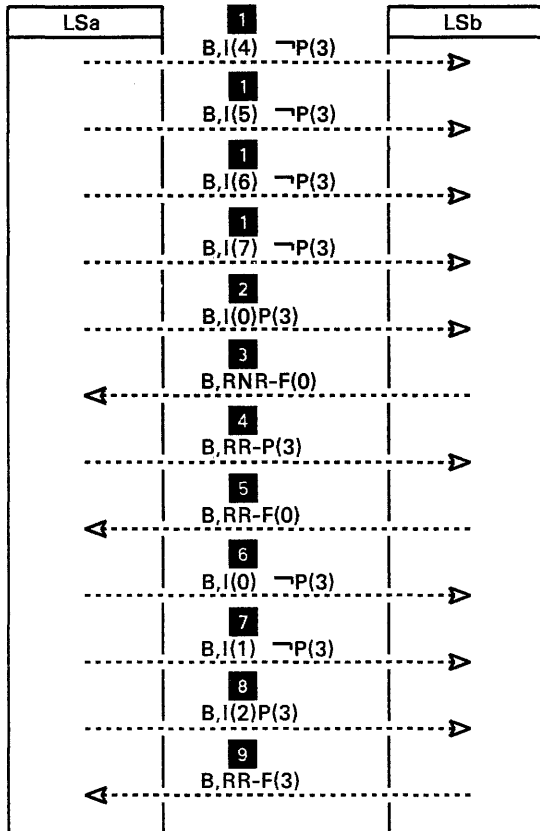 LSa
LSb
1
B,I(4) ¬P(3)
1
B,I(5) ¬P(3)
1
B,I(6) ¬P(3)
1
B,I(7) ¬P(3)
2
B,I(0)P(3)
3
B,RNR-F(0)
4
B,RR-P(3)
5
B,RR-F(0)
6
B,I(0) ¬P(3)
7
B,I(1) ¬P(3)
8
B,I(2)P(3)
9
B,RR-F(3)